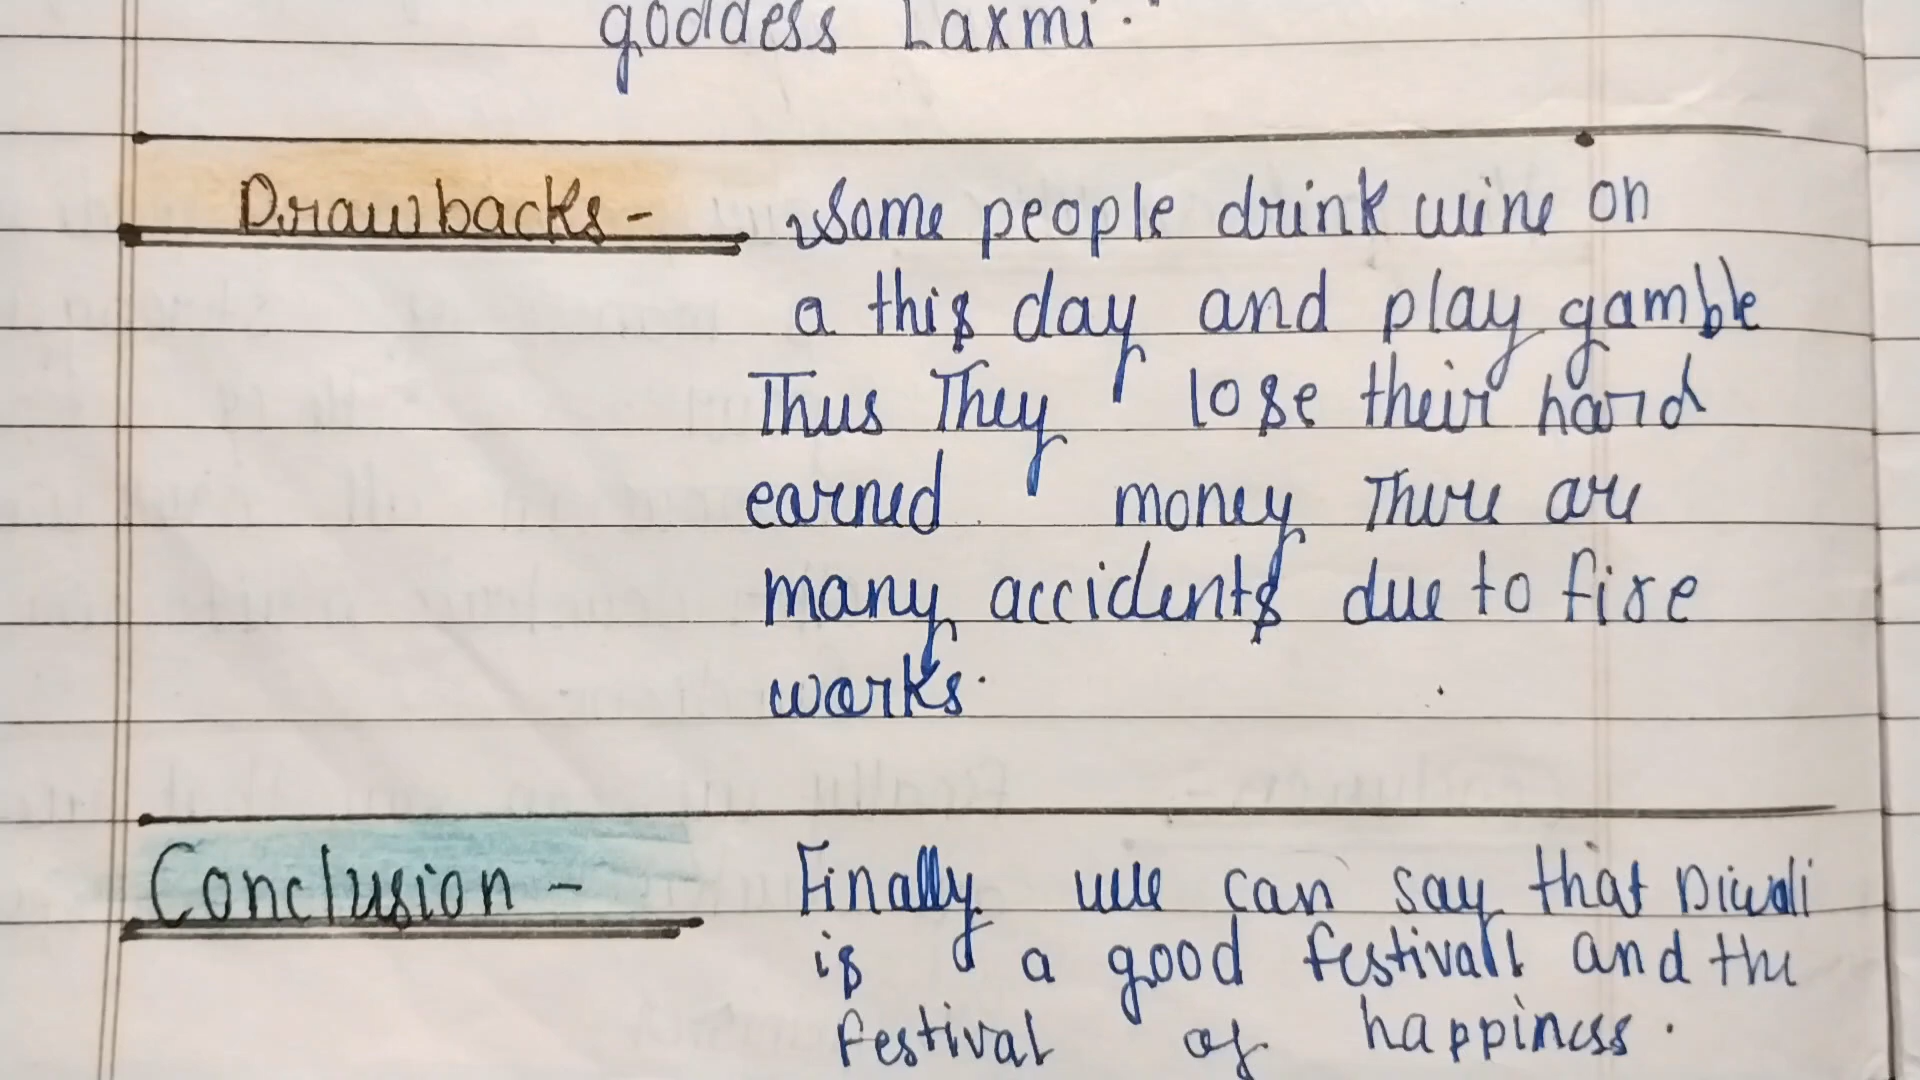 goddess Laxmi.
Drawbacks - Some people drink wine on
a this day and play gamble
Thus They lose their hard
earned money There are
many accidents due to fire
works.
Conclusion - Finally we can say that Diwali
is a good festivall and the
festival of happiness.